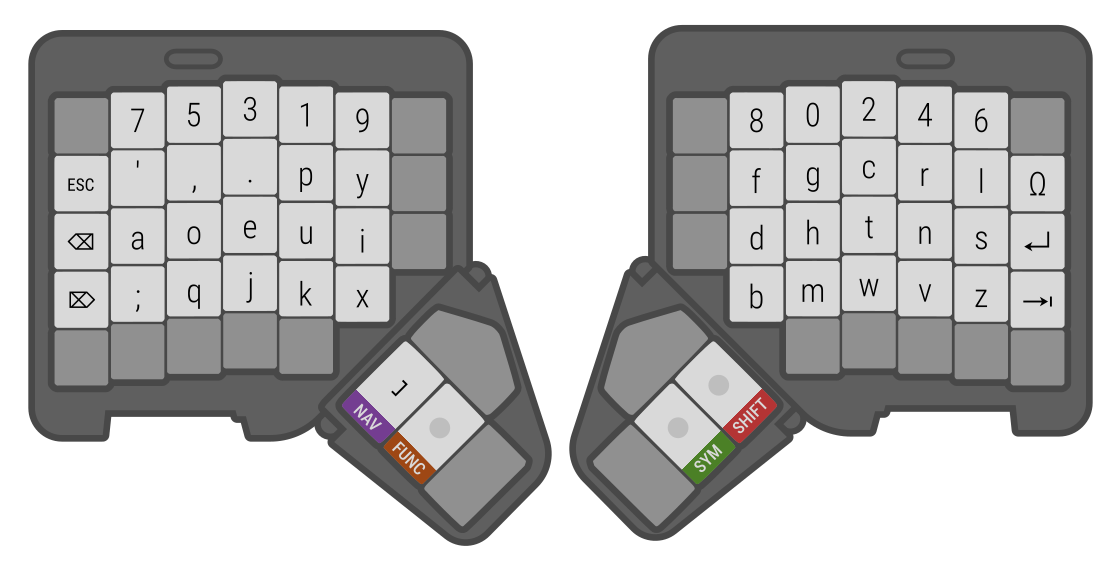 7 5 3 1 9 8 0 2 4 6
ESC ' , . p y f g c r l Ω
⌫ a o e u i d h t n s ↵
⌦ ; q j k x b m w v z →
NAV
FUNC
SYM
SHIFT